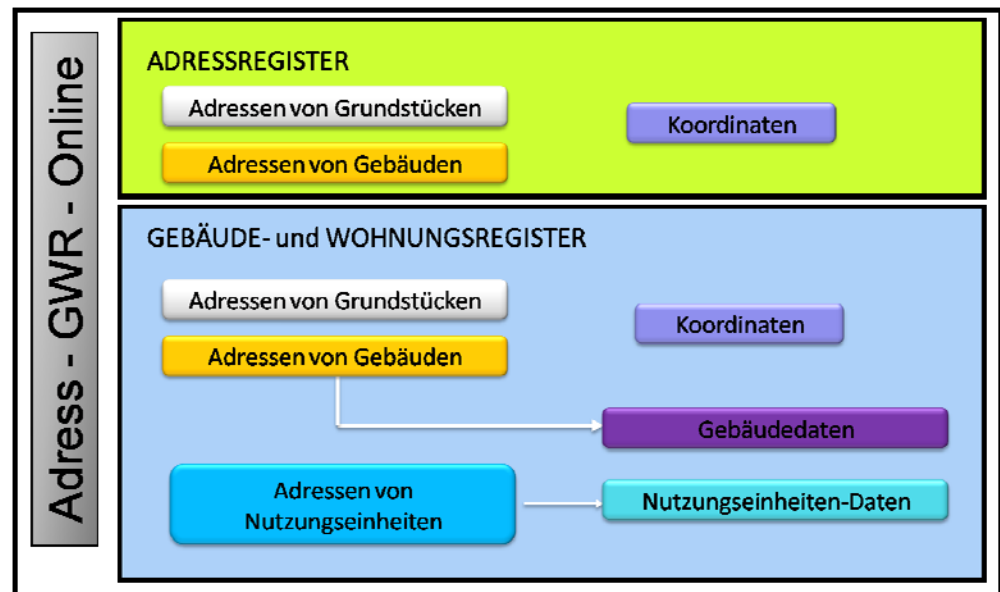 Adress - GWR - Online
ADRESSREGISTER
Adressen von Grundstücken
Koordinaten
Adressen von Gebäuden
GEBÄUDE- und WOHNUNGSREGISTER
Adressen von Grundstücken
Koordinaten
Adressen von Gebäuden
Gebäudedaten
Adressen von
Nutzungseinheiten
Nutzungseinheiten-Daten